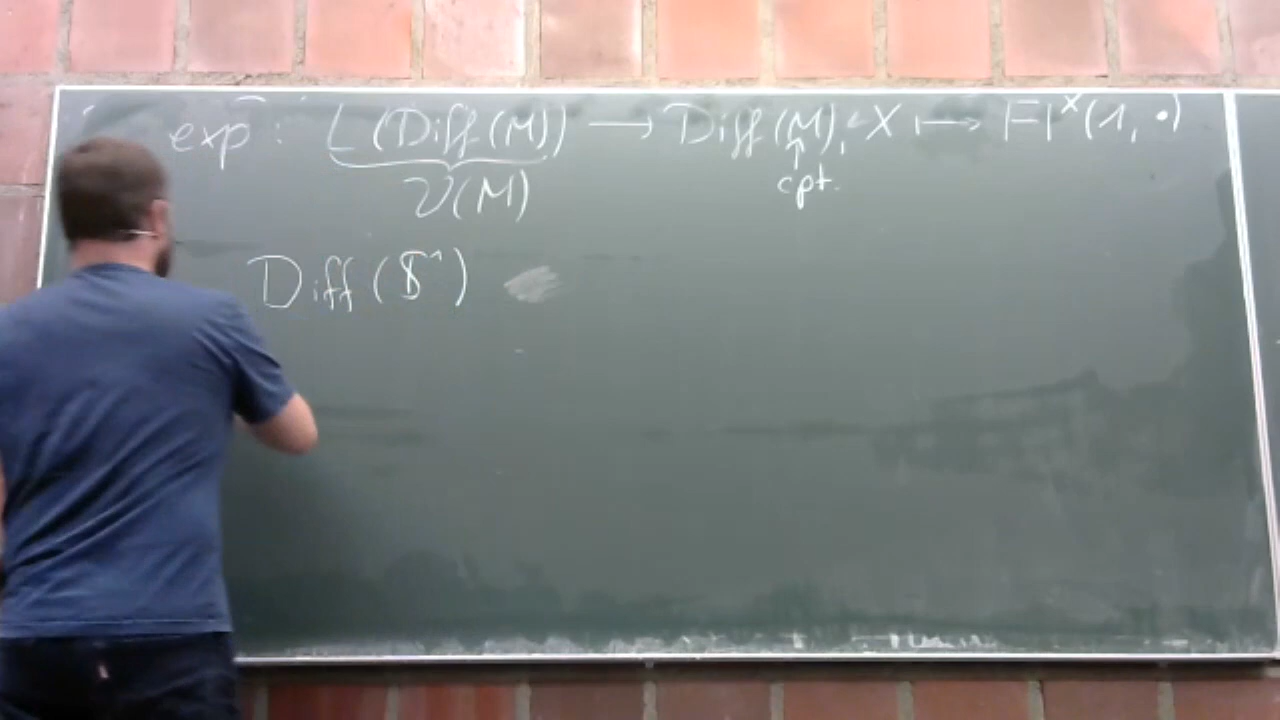 exp : L(Diff(M)) ⟶ Diff(M), X ⟼ Fl^X(1, •)
𝒱(M)
↑ cpt.
Diff(𝕊^1)